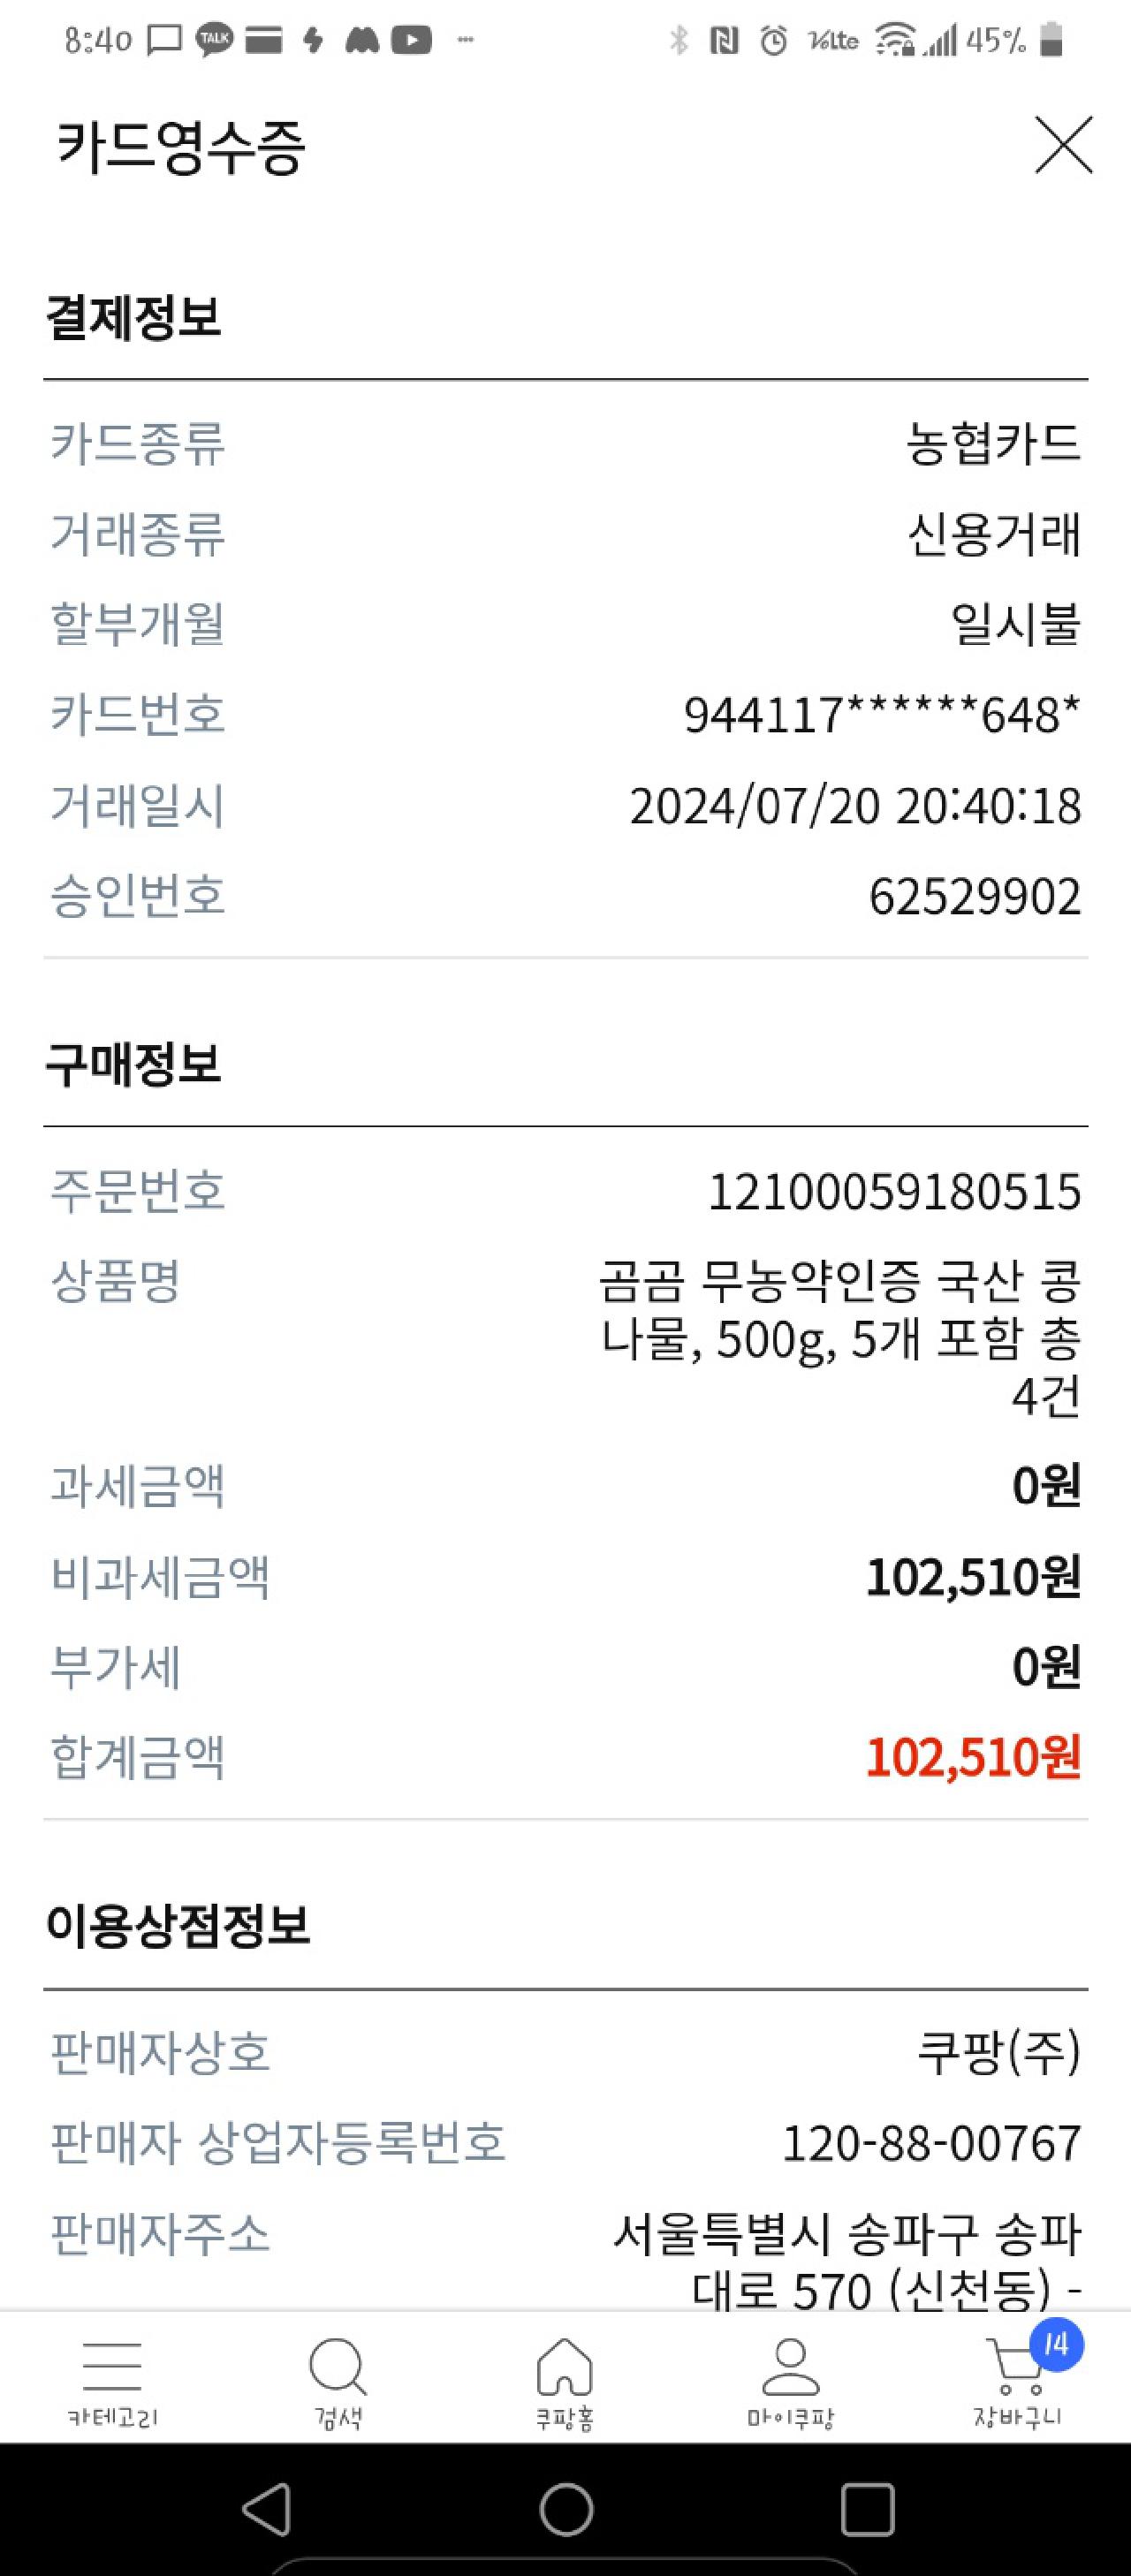 8:40 TALK ··· VoLte 45%
카드영수증
결제정보
카드종류 농협카드
거래종류 신용거래
할부개월 일시불
카드번호 944117******648*
거래일시 2024/07/20 20:40:18
승인번호 62529902
구매정보
주문번호 12100059180515
상품명 곰곰 무농약인증 국산 콩
나물, 500g, 5개 포함 총
4건
과세금액 0원
비과세금액 102,510원
부가세 0원
합계금액 102,510원
이용상점정보
판매자상호 쿠팡(주)
판매자 상업자등록번호 120-88-00767
판매자주소 서울특별시 송파구 송파
대로 570 (신천동) -
14
카테고리 검색 쿠팡홈 마이쿠팡 장바구니